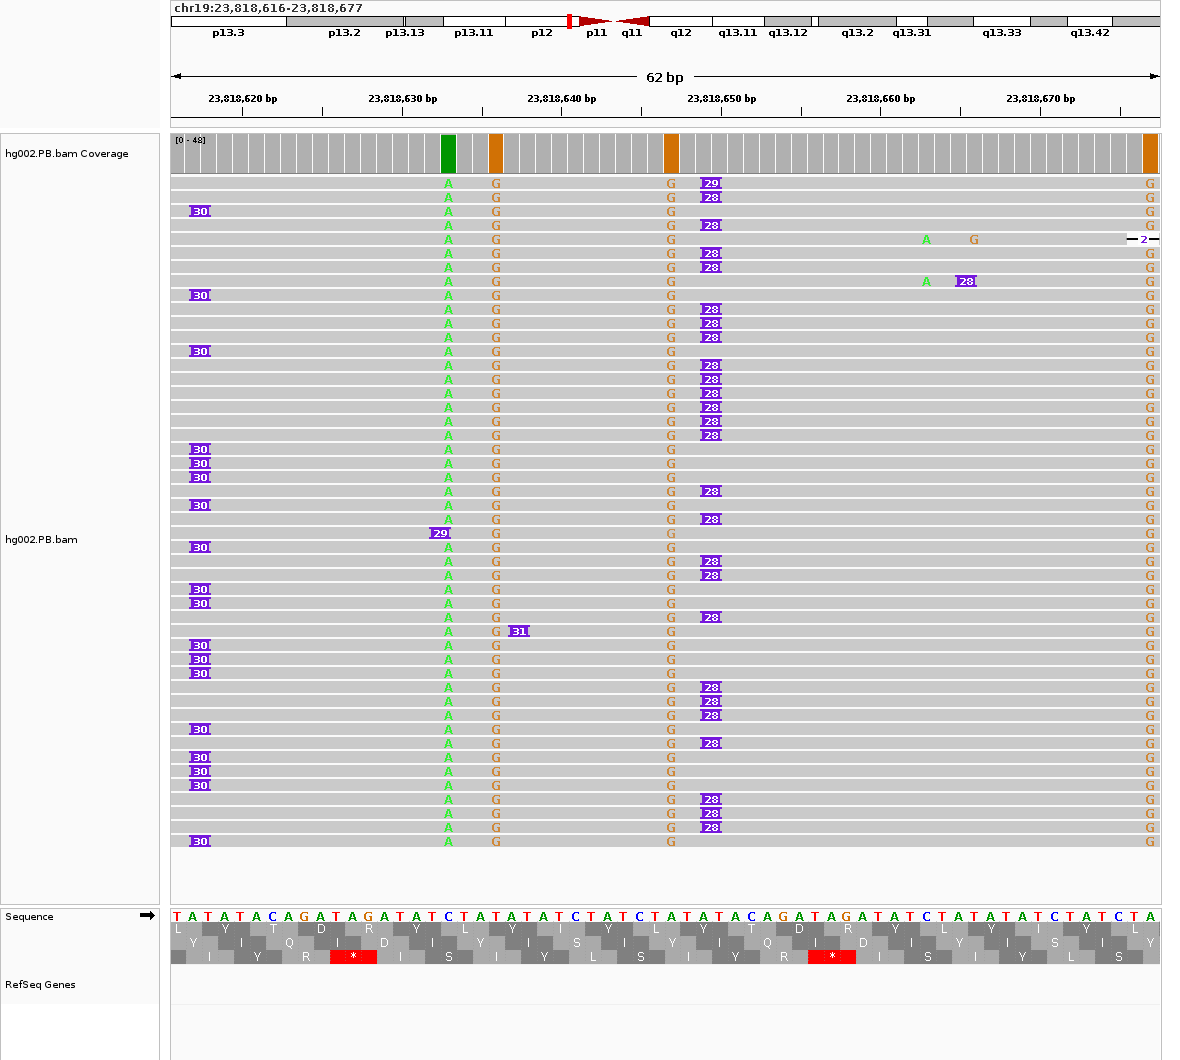 chr19:23,818,616-23,818,677
p13.3 p13.2 p13.13 p13.11 p12 p11 q11 q12 q13.11 q13.12 q13.2 q13.31 q13.33 q13.42
62 bp
23,818,620 bp 23,818,630 bp 23,818,640 bp 23,818,650 bp 23,818,660 bp 23,818,670 bp
[0 - 48]
hg002.PB.bam Coverage
A G G 29 G
A G G 28 G
30 A G G G
A G G 28 G
A G G A G 2
A G G 28 G
A G G 28 G
A G G A 28 G
30 A G G G
A G G 28 G
A G G 28 G
A G G 28 G
30 A G G G
A G G 28 G
A G G 28 G
A G G 28 G
A G G 28 G
A G G 28 G
A G G 28 G
30 A G G G
30 A G G G
30 A G G G
A G G 28 G
30 A G G G
A G G 28 G
29 G G G
hg002.PB.bam
30 A G G G
A G G 28 G
A G G 28 G
30 A G G G
30 A G G G
A G G 28 G
A G 31 G G
30 A G G G
30 A G G G
30 A G G G
A G G 28 G
A G G 28 G
A G G 28 G
30 A G G G
A G G 28 G
30 A G G G
30 A G G G
30 A G G G
A G G 28 G
A G G 28 G
A G G 28 G
30 A G G G
Sequence
T A T A T A C A G A T A G A T A T C T A T A T A T C T A T C T A T A T A C A G A T A G A T A T C T A T A T A T C T A T C T A
L Y T D R Y L Y I Y L Y T D R Y L Y I Y L
Y I Q I D I Y I S I Y I Q I D I Y I S I Y
I Y R * I S I Y L S I Y R * I S I Y L S
RefSeq Genes